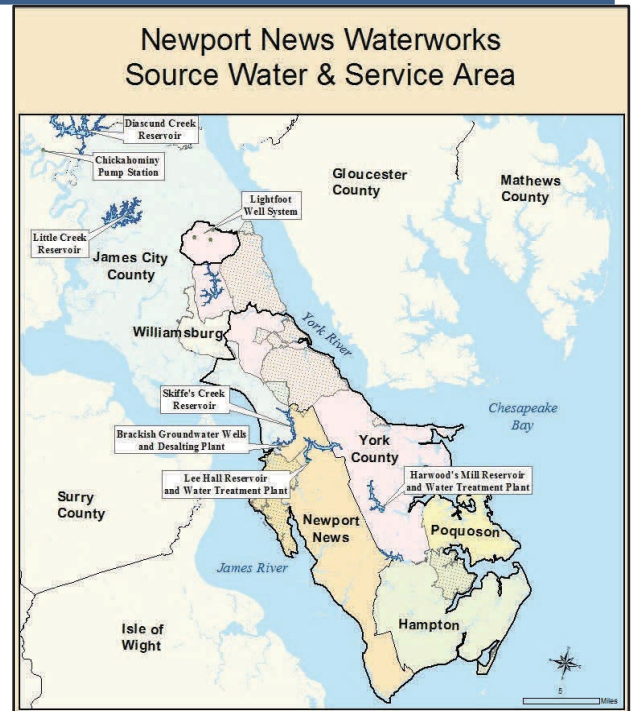 Newport News Waterworks
Source Water & Service Area
Diascund Creek
Reservoir
Chickahominy
Pump Station
Gloucester
County
Mathews
County
Lightfoot
Well System
Little Creek
Reservoir
James City
County
Williamsburg
York River
Skiffe's Creek
Reservoir
Chesapeake
Bay
Brackish Groundwater Wells
and Desalting Plant
York
County
Lee Hall Reservoir
and Water Treatment Plant
Harwood's Mill Reservoir
and Water Treatment Plant
Surry
County
Newport
News
Poquoson
James River
Hampton
Isle of
Wight
5
Miles